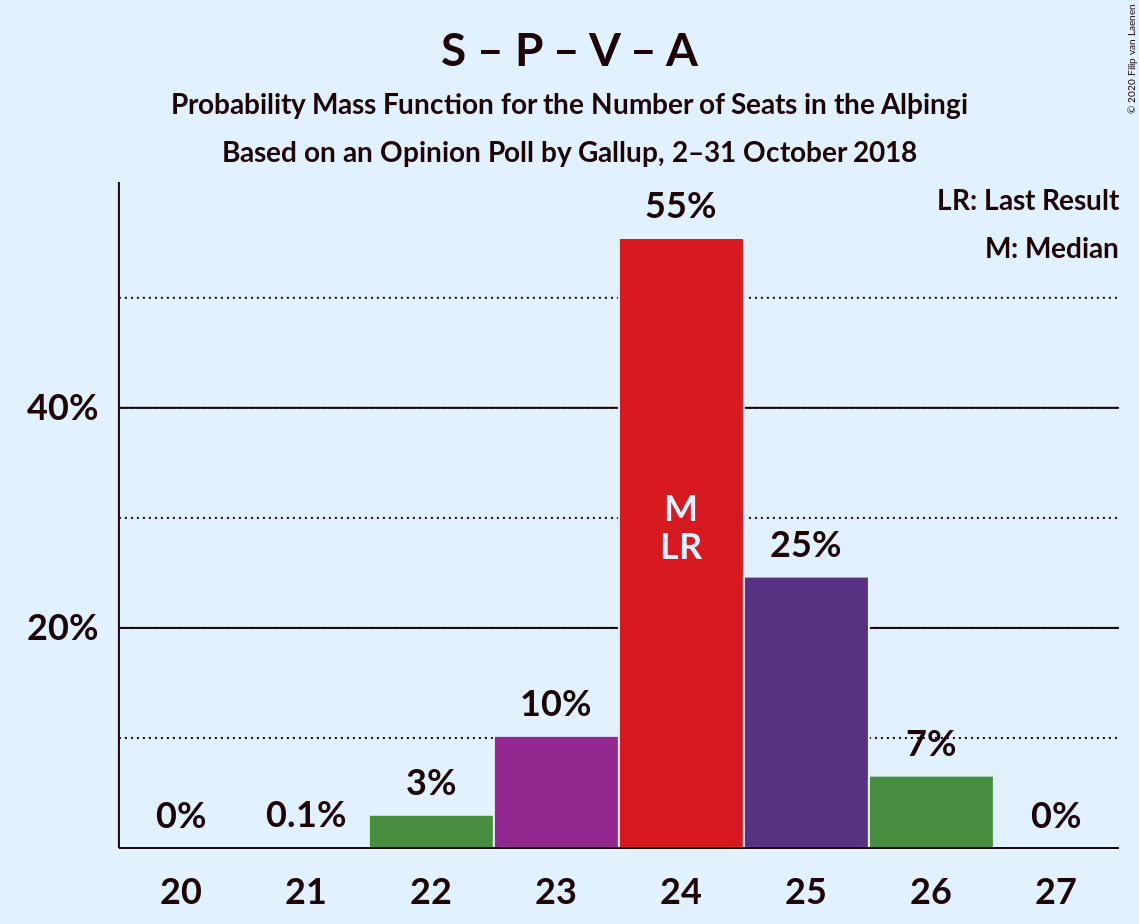 S – P – V – A
Probability Mass Function for the Number of Seats in the Alþingi
Based on an Opinion Poll by Gallup, 2–31 October 2018
© 2020 Filip van Laenen
LR: Last Result
M: Median
55%
40%
M
LR
25%
20%
10%
7%
3%
0%
0.1%
0%
20
21
22
23
24
25
26
27